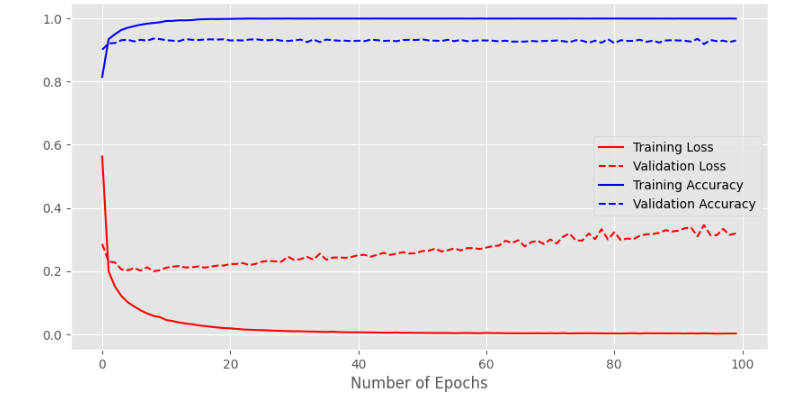 1.0
0.8
0.6
0.4
0.2
0.0
Training Loss
Validation Loss
Training Accuracy
Validation Accuracy
0 20 40 60 80 100
Number of Epochs